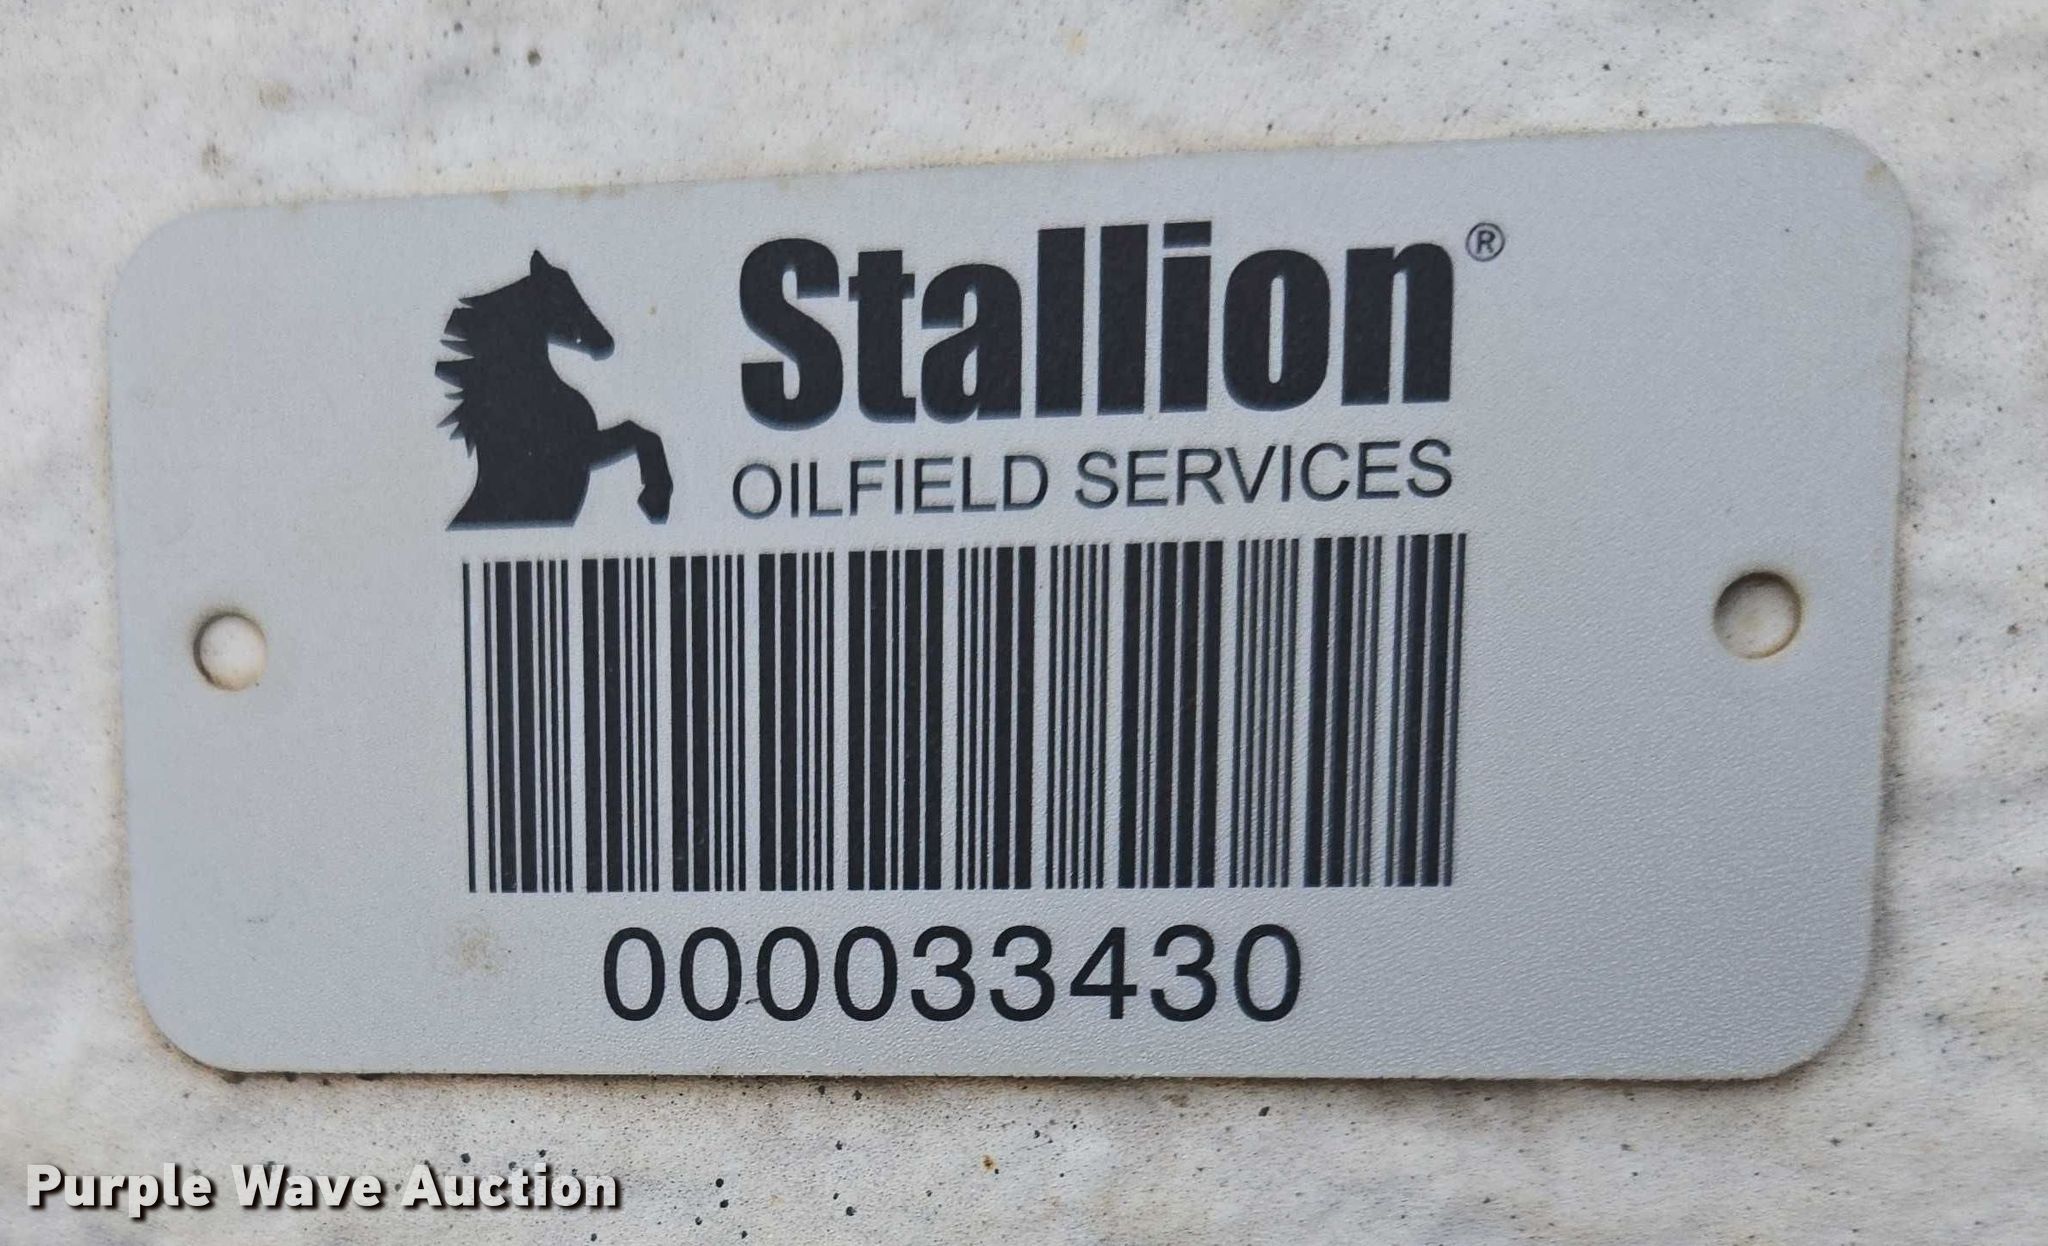 Stallion®
OILFIELD SERVICES
000033430
Purple Wave Auction